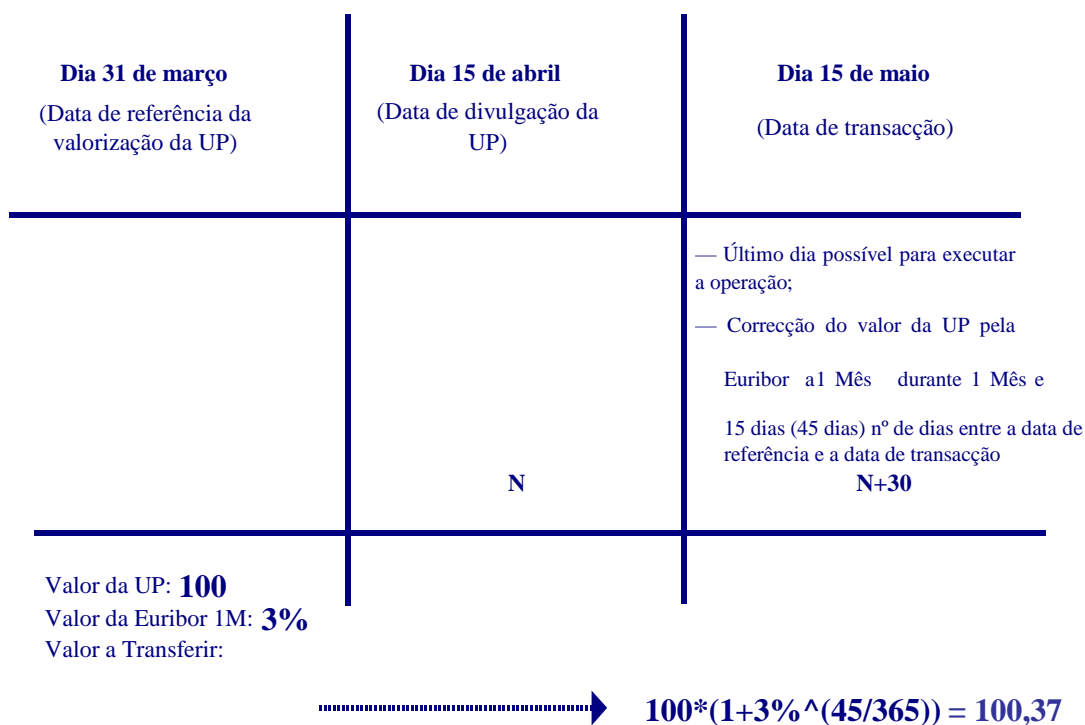 Dia 31 de março
(Data de referência da
valorização da UP)
Dia 15 de abril
(Data de divulgação da
UP)
Dia 15 de maio
(Data de transacção)
— Último dia possível para executar
a operação;
— Correcção do valor da UP pela
Euribor a1 Mês durante 1 Mês e
15 dias (45 dias) nº de dias entre a data de
referência e a data de transacção
N
N+30
Valor da UP: 100
Valor da Euribor 1M: 3%
Valor a Transferir:
100*(1+3%^(45/365)) = 100,37